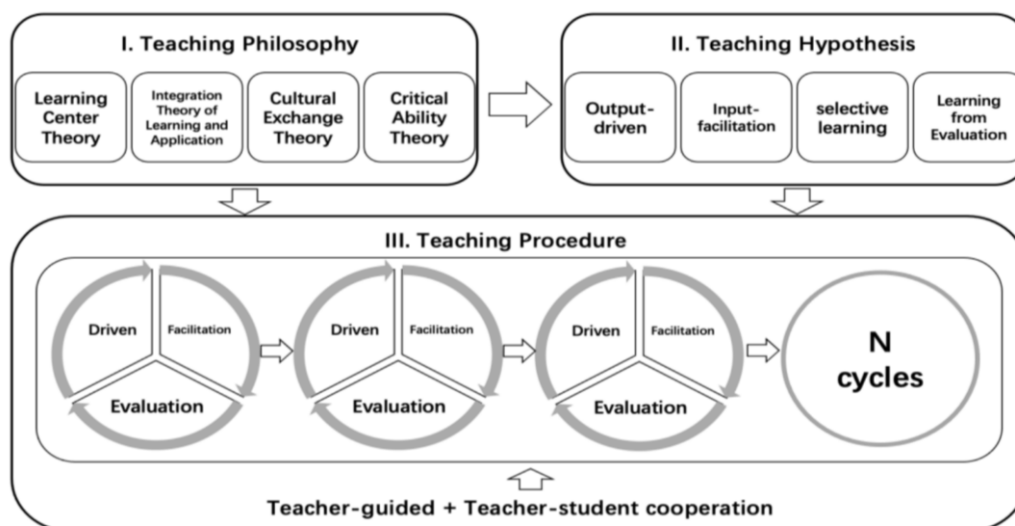 I. Teaching Philosophy
Learning
Center
Theory
Integration
Theory of
Learning and
Application
Cultural
Exchange
Theory
Critical
Ability
Theory
II. Teaching Hypothesis
Output-
driven
Input-
facilitation
selective
learning
Learning
from
Evaluation
III. Teaching Procedure
Driven
Facilitation
Evaluation
Driven
Facilitation
Evaluation
Driven
Facilitation
Evaluation
N
cycles
Teacher-guided + Teacher-student cooperation